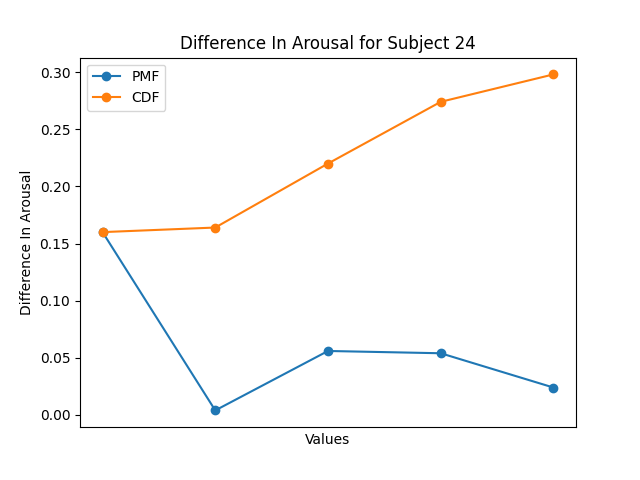 Difference In Arousal for Subject 24
PMF
CDF
0.30
0.25
0.20
0.15
0.10
0.05
0.00
Difference In Arousal
Values